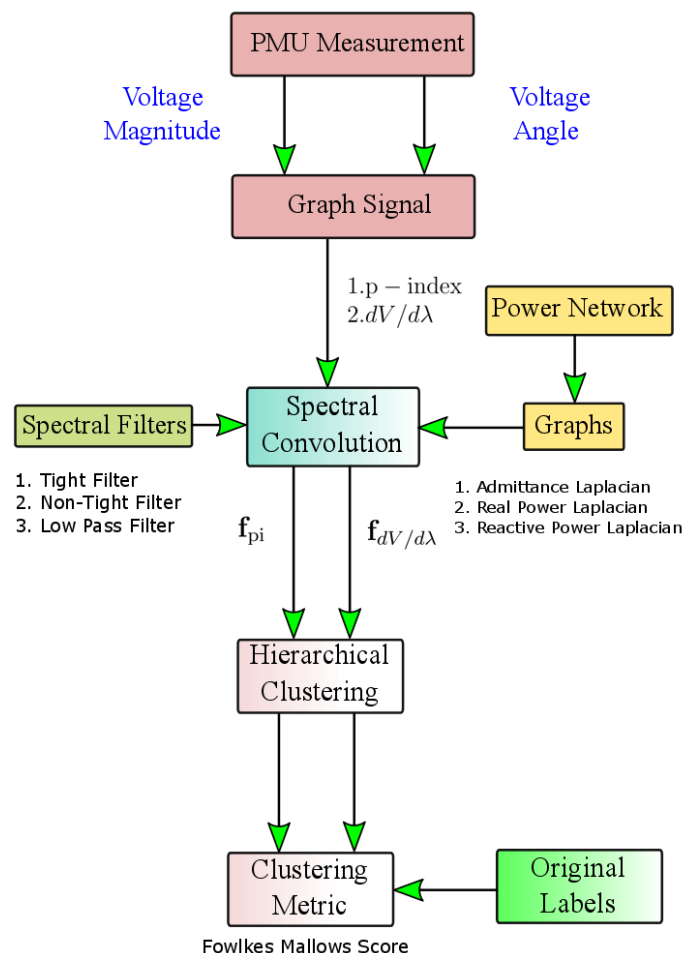 PMU Measurement
Voltage
Magnitude
Voltage
Angle
Graph Signal
1.p − index
2.dV/dλ
Power Network
Spectral Filters
Spectral
Convolution
Graphs
1. Tight Filter
2. Non-Tight Filter
3. Low Pass Filter
1. Admittance Laplacian
2. Real Power Laplacian
3. Reactive Power Laplacian
f_pi
f_dV/dλ
Hierarchical
Clustering
Clustering
Metric
Original
Labels
Fowlkes Mallows Score